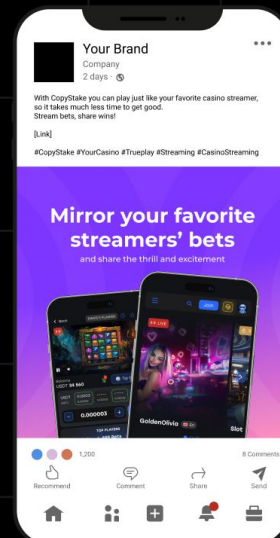 Your Brand
Company
2 days ·
With CopyStake you can play just like your favorite casino streamer,
so it takes much less time to get good.
Stream bets, share wins!
[Link]
#CopyStake #YourCasino #Trueplay #Streaming #CasinoStreaming
Mirror your favorite
streamers' bets
and share the thrill and excitement
USDT 54 860
0.000003
TOP PLAYERS
LIVE
GoldenOlivia
Slot
1,200
8 Comments
Recommend
Comment
Share
Send